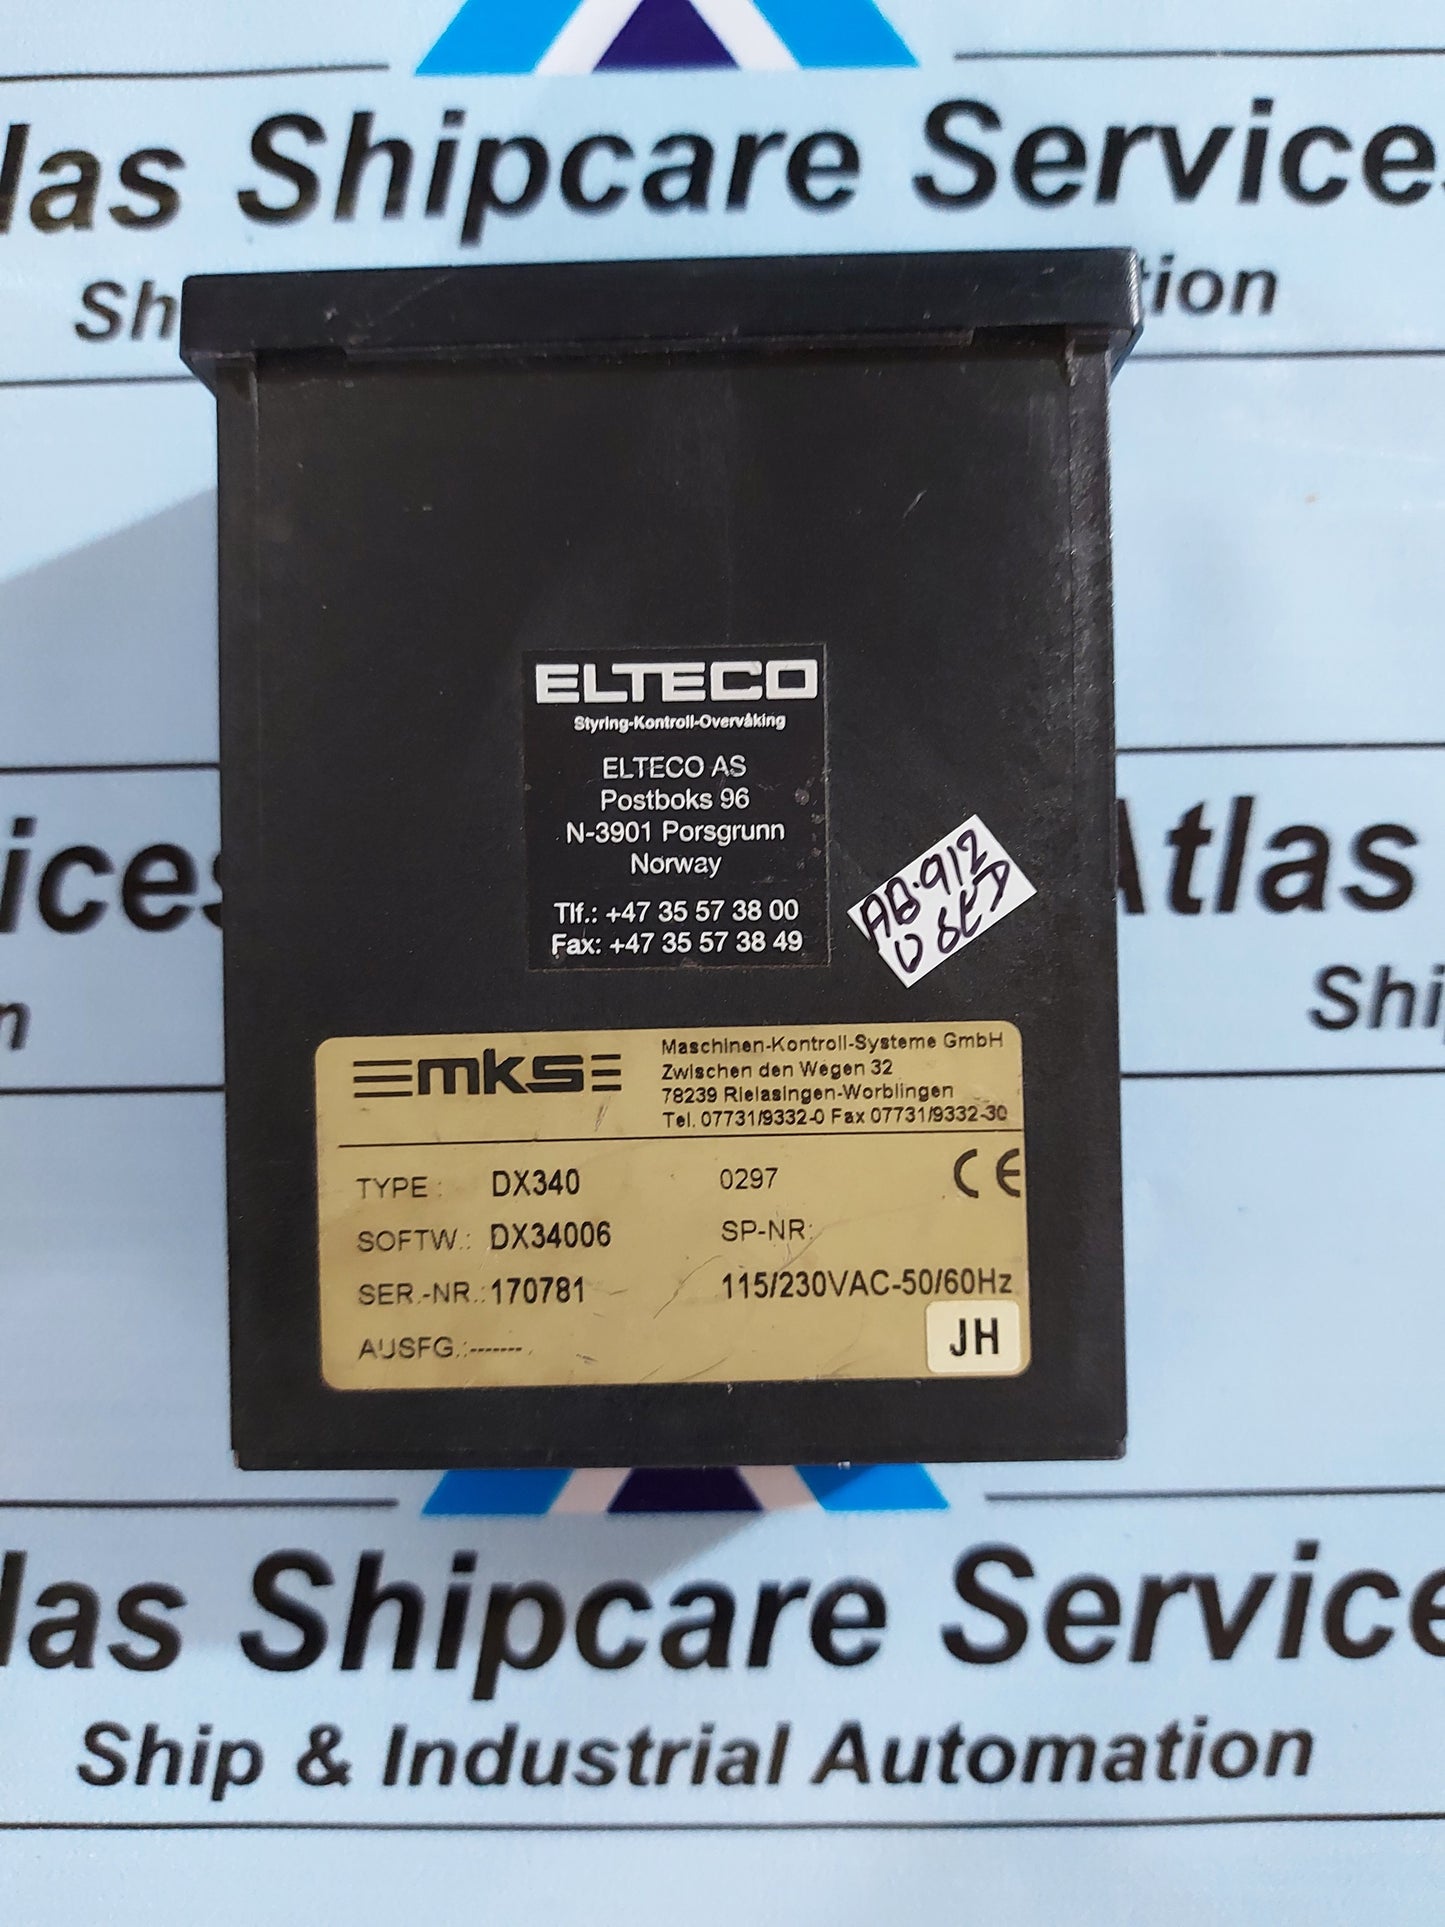 las Shipcare Services
Sh
tion
ELTECO
Styring-Kontroll-Overvåking
ELTECO AS
Postboks 96
N-3901 Porsgrunn
Norway
Tlf.: +47 35 57 38 00
Fax: +47 35 57 38 49
AB-912
USED
ices
Atlas
n
Shi
mks
Maschinen-Kontroll-Systeme GmbH
Zwischen den Wegen 32
78239 Rielasingen-Worblingen
Tel. 07731/9332-0 Fax 07731/9332-30
TYPE : DX340 0297 CE
SOFTW.: DX34006 SP-NR:
SER.-NR.: 170781 115/230VAC-50/60Hz
AUSFG.:-------
JH
las Shipcare Service
Ship & Industrial Automation